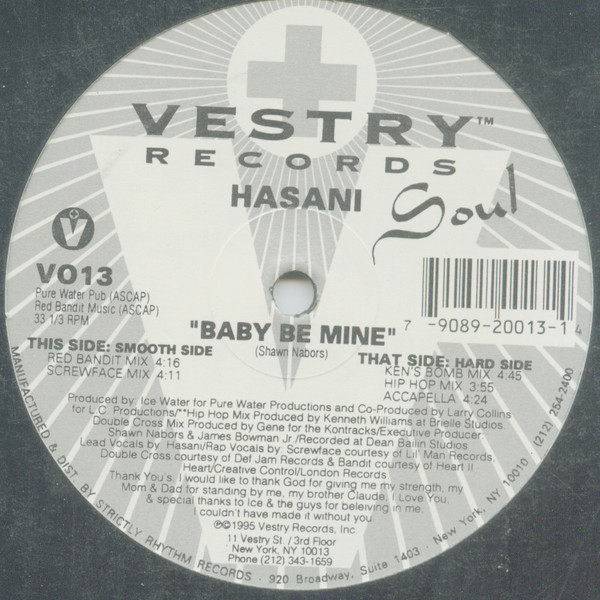 VESTRY™
RECORDS
HASANI
Soul
V
VO13
Pure Water Pub (ASCAP)
Red Bandit Music (ASCAP)
33 1/3 RPM
7 -9089-20013-1 4
"BABY BE MINE"
(Shawn Nabors)
THIS SIDE: SMOOTH SIDE
RED BANDIT MIX 4:16
SCREWFACE MIX 4:11
THAT SIDE: HARD SIDE
KEN'S BOMB MIX 4:45
HIP HOP MIX 3:55
ACCAPELLA 4:24
Produced by: Ice Water for Pure Water Productions and Co-Produced by Larry Collins
for L.C. Productions/**Hip Hop Mix Produced by Kenneth Williams at Brielle Studios.
Double Cross Mix Produced by Gene for the Kontracks/Executive Producer
Shawn Nabors & James Bowman Jr /Recorded at Dean Bailin Studios
Lead Vocals by: Hasani/Rap Vocals by: Screwface courtesy of Lil' Man Records,
Double Cross courtesy of Def Jam Records & Bandit courtesy of Heart II
Heart/Creative Control/London Records
Thank You's: I would like to thank God for giving me my strength, my
Mom & Dad for standing by me, my brother Claude, I Love You,
& special thanks to Ice & the guys for beleiving in me.
I couldn't have made it without you.
℗©1995 Vestry Records, Inc.
11 Vestry St. / 3rd Floor
New York, NY 10013
Phone (212) 343-1659
MANUFACTURED & DIST. BY STRICTLY RHYTHM RECORDS · 920 Broadway, Suite 1403 · New York, NY 10010 (212) 254-2400